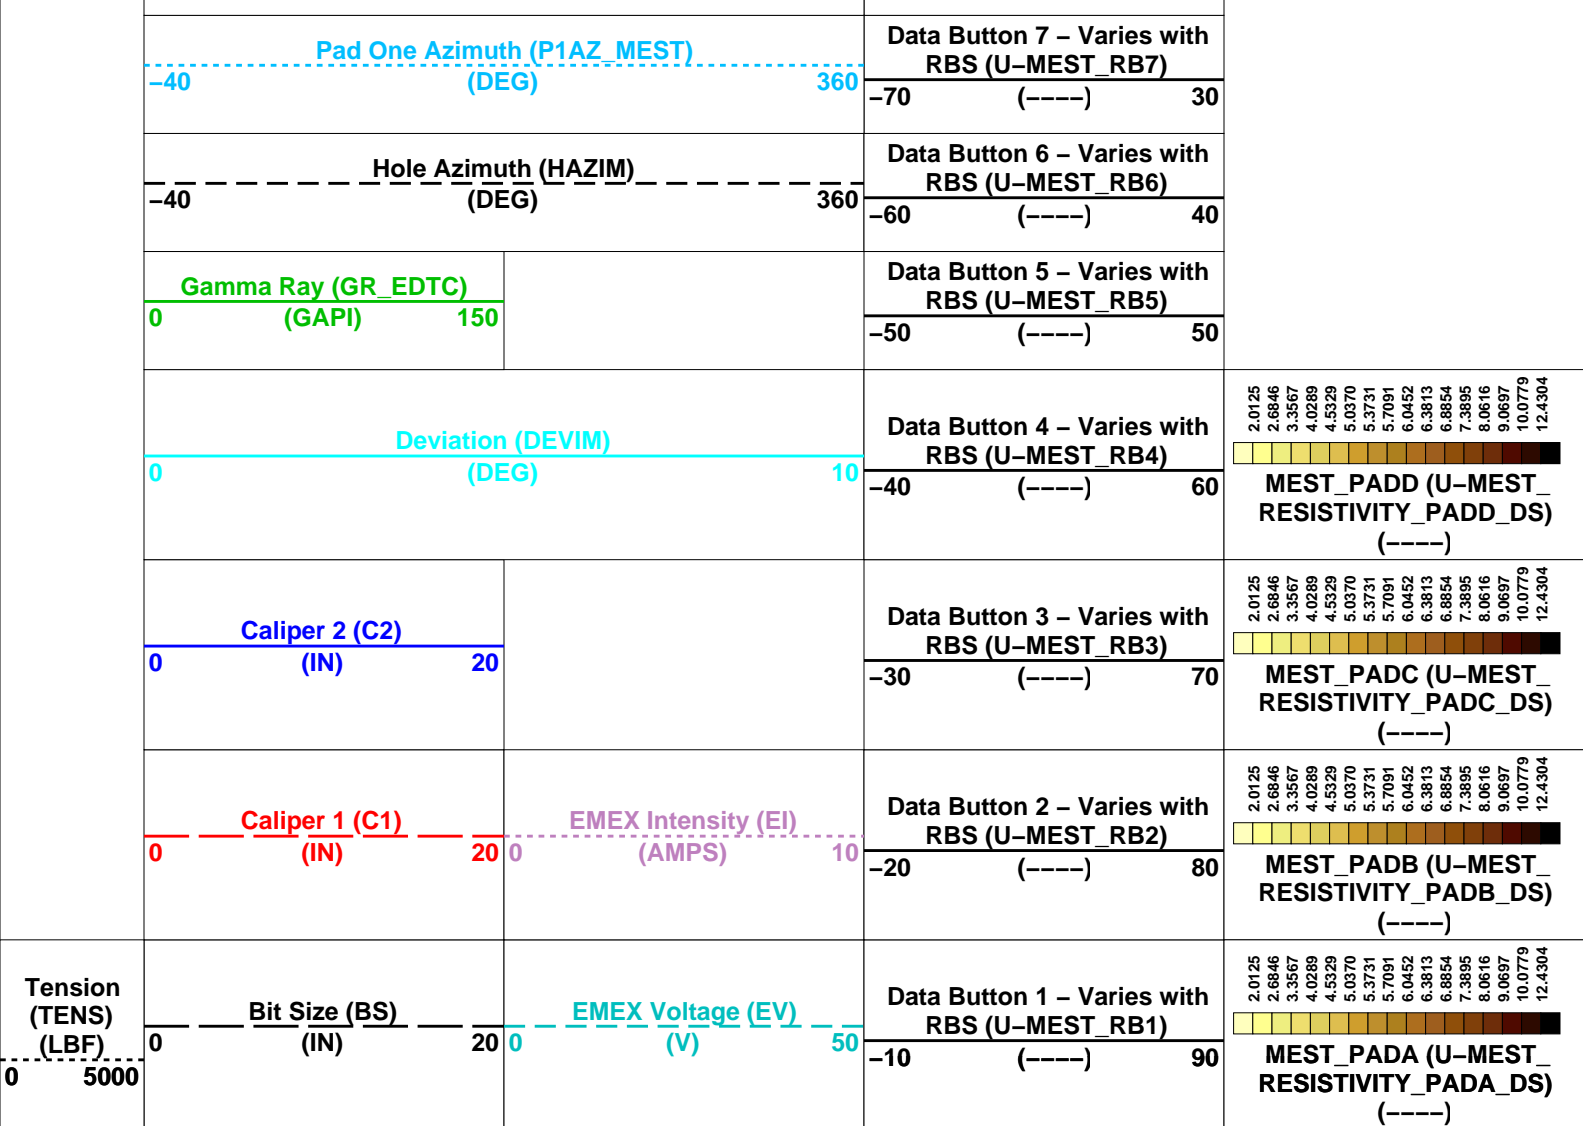 Pad One Azimuth (P1AZ_MEST)
−40 (DEG) 360
Data Button 7 − Varies with
RBS (U−MEST_RB7)
−70 (−−−−) 30
Hole Azimuth (HAZIM)
−40 (DEG) 360
Data Button 6 − Varies with
RBS (U−MEST_RB6)
−60 (−−−−) 40
Gamma Ray (GR_EDTC)
0 (GAPI) 150
Data Button 5 − Varies with
RBS (U−MEST_RB5)
−50 (−−−−) 50
Deviation (DEVIM)
0 (DEG) 10
Data Button 4 − Varies with
RBS (U−MEST_RB4)
−40 (−−−−) 60
2.0125
2.6846
3.3567
4.0289
4.5329
5.0370
5.3731
5.7091
6.0452
6.3813
6.8854
7.3895
8.0616
9.0697
10.0779
12.4304
MEST_PADD (U−MEST_
RESISTIVITY_PADD_DS)
(−−−−)
Caliper 2 (C2)
0 (IN) 20
Data Button 3 − Varies with
RBS (U−MEST_RB3)
−30 (−−−−) 70
2.0125
2.6846
3.3567
4.0289
4.5329
5.0370
5.3731
5.7091
6.0452
6.3813
6.8854
7.3895
8.0616
9.0697
10.0779
12.4304
MEST_PADC (U−MEST_
RESISTIVITY_PADC_DS)
(−−−−)
Caliper 1 (C1)
0 (IN) 20
EMEX Intensity (EI)
0 (AMPS) 10
Data Button 2 − Varies with
RBS (U−MEST_RB2)
−20 (−−−−) 80
2.0125
2.6846
3.3567
4.0289
4.5329
5.0370
5.3731
5.7091
6.0452
6.3813
6.8854
7.3895
8.0616
9.0697
10.0779
12.4304
MEST_PADB (U−MEST_
RESISTIVITY_PADB_DS)
(−−−−)
Tension
(TENS)
(LBF)
0 5000
Bit Size (BS)
0 (IN) 20
EMEX Voltage (EV)
0 (V) 50
Data Button 1 − Varies with
RBS (U−MEST_RB1)
−10 (−−−−) 90
2.0125
2.6846
3.3567
4.0289
4.5329
5.0370
5.3731
5.7091
6.0452
6.3813
6.8854
7.3895
8.0616
9.0697
10.0779
12.4304
MEST_PADA (U−MEST_
RESISTIVITY_PADA_DS)
(−−−−)